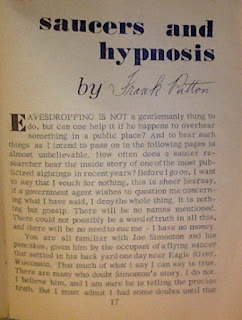 saucers and
hypnosis
by Frank Patton
EAVESDROPPING IS NOT a gentlemanly thing to
do, but can one help it if he happens to overhear
something in a public place? And to hear such
things as I intend to pass on in the following pages is
almost unbelievable. How often does a saucer re-
searcher hear the inside story of one of the most pub-
licized sightings in recent years? Before I go on, I want
to say that I vouch for nothing, this is sheer hearsay,
if a government agent wishes to question me concern-
ing what I have said, I deny the whole thing. It is noth-
ing but gossip. There will be no names mentioned.
There could not possibly be a word of truth in all this,
and there will be no need to sue me - I have no money
You are all familiar with Joe Simonton and his
pancakes, given him by the occupant of a flying saucer
that settled in his back yard one day near Eagle River,
Wisconsin. That much of what I say I can say is true.
There are many who doubt Simonton's story, I do not.
I believe him, and I am sure he is telling the precise
truth. But I must admit I had some doubts until that
17